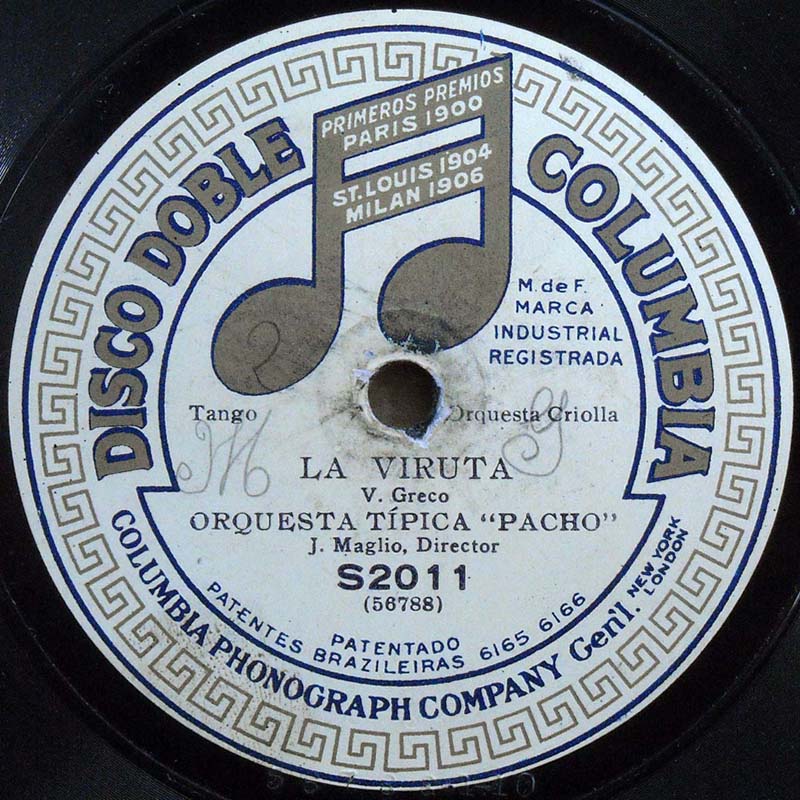 PRIMEROS PREMIOS
PARIS 1900
ST. LOUIS 1904
MILAN 1906
DISCO DOBLE
COLUMBIA
M. de F.
MARCA
INDUSTRIAL
REGISTRADA
Tango
Orquesta Criolla
LA VIRUTA
V. Greco
ORQUESTA TÍPICA “PACHO”
J. Maglio, Director
S2011
(56788)
PATENTADO
PATENTES BRAZILEIRAS 6165 6166
COLUMBIA PHONOGRAPH COMPANY Gen'l.
NEW YORK
LONDON